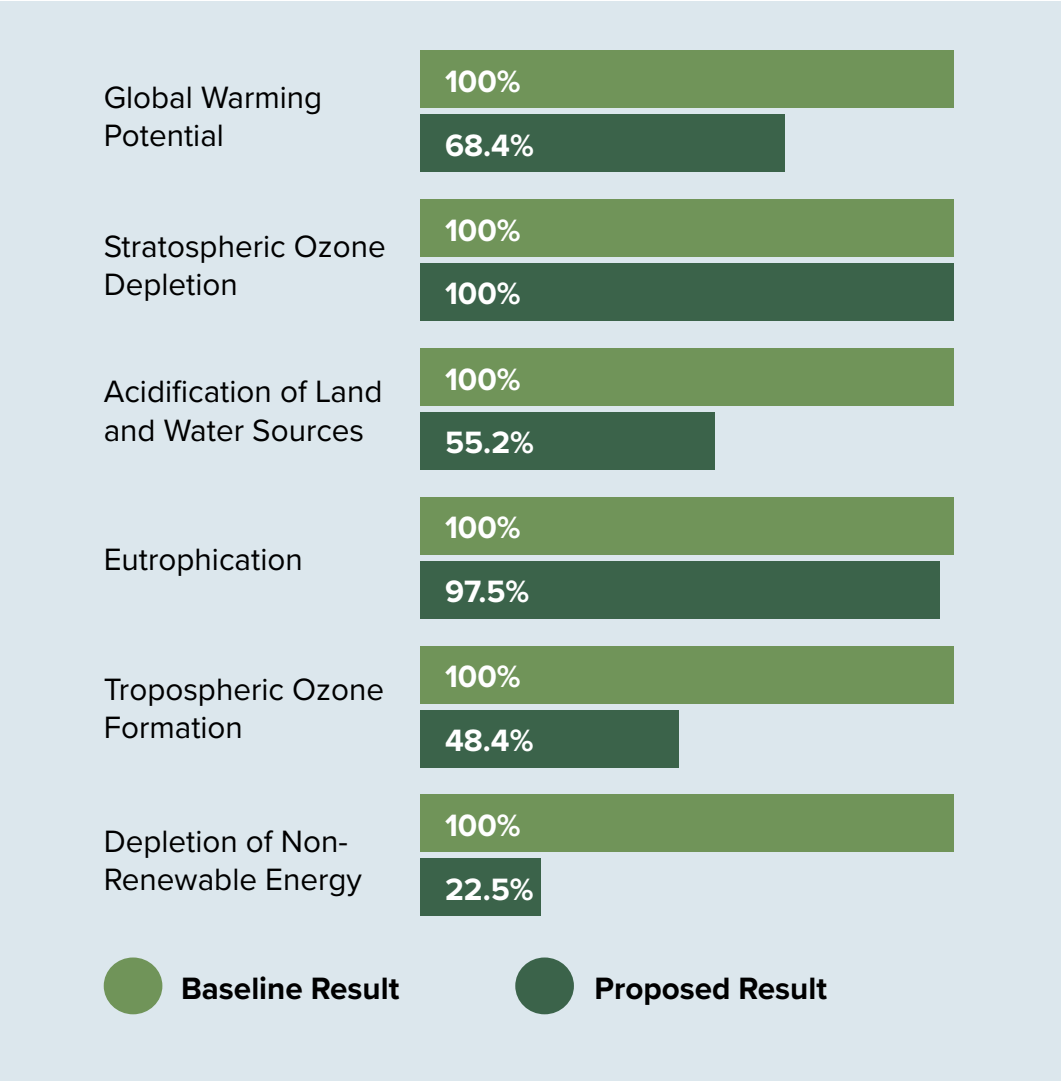 Global Warming
Potential
100%
68.4%
Stratospheric Ozone
Depletion
100%
100%
Acidification of Land
and Water Sources
100%
55.2%
Eutrophication
100%
97.5%
Tropospheric Ozone
Formation
100%
48.4%
Depletion of Non-
Renewable Energy
100%
22.5%
Baseline Result
Proposed Result